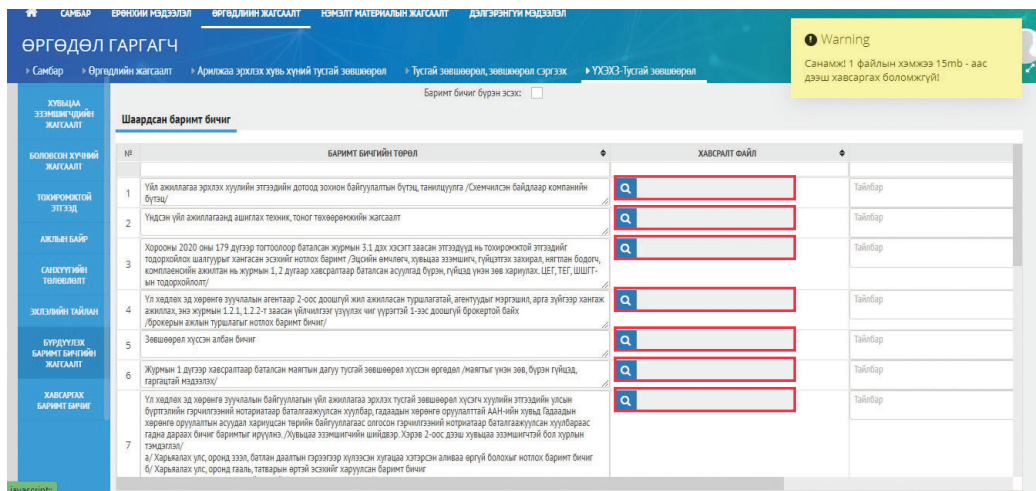 САМБАР ЕРӨНХИЙ МЭДЭЭЛЭЛ ӨРГӨДЛИЙН ЖАГСААЛТ НЭМЭЛТ МАТЕРИАЛЫН ЖАГСААЛТ ДЭЛГЭРЭНГҮЙ МЭДЭЭЛЭЛ
ӨРГӨДӨЛ ГАРГАГЧ
Самбар Өргөдлийн жагсаалт Арилжаа эрхлэх хувь хүний тусгай зөвшөөрөл Тусгай зөвшөөрөл, зөвшөөрөл сэргээх ҮХЭХЗ-Тусгай зөвшөөрөл
Warning
Санамж! 1 файлын хэмжээ 15mb - аас
дээш хавсаргах боломжгүй!
Баримт бичиг бүрэн эсэх:
ХУВЬЦАА
ЭЗЭМШИГЧДИЙН
ЖАГСААЛТ
БОЛОВСОН ХҮЧНИЙ
ЖАГСААЛТ
ТОХИРОМЖТОЙ
ЭТГЭЭД
АЖЛЫН БАЙР
САНХҮҮГИЙН
ТӨЛӨВЛӨЛТ
ЭХЛЭЛИЙН ТАЙЛАН
БҮРДҮҮЛЭХ
БАРИМТ БИЧГИЙН
ЖАГСААЛТ
ХАВСАРГАХ
БАРИМТ БИЧИГ
Шаардсан баримт бичиг
№ БАРИМТ БИЧГИЙН ТӨРӨЛ ХАВСРАЛТ ФАЙЛ
1 Үйл ажиллагаа эрхлэх хуулийн этгээдийн дотоод зохион байгуулалтын бүтэц, танилцуулга /Схемчилсэн байдлаар компанийн Тайлбар
бүтэц/
2 Үндсэн үйл ажиллагаанд ашиглах техник, тоног төхөөрөмжийн жагсаалт Тайлбар
3 Хорооны 2020 оны 179 дүгээр тогтоолоор баталсан журмын 3.1 дэх хэсэгт заасан этгээдүүд нь тохиромжтой этгээдийг Тайлбар
тодорхойлох шалгуурыг хангасан эсэхийг нотлох баримт /Эцсийн өмчлөгч, хувьцаа эзэмшигч, гүйцэтгэх захирал, нягтлан бодогч,
комплаенсийн ажилтан нь журмын 1, 2 дугаар хавсралтаар баталсан асуулгад бүрэн, гүйцэд үнэн зөв хариулах. ЦЕГ, ТЕГ, ШШГГ-
ын тодорхойлолт/
4 Үл хөдлөх эд хөрөнгө зуучлалын агентаар 2-оос доошгүй жил ажилласан туршлагатай, агентуудыг мэргэшил, арга зүйгээр хангаж Тайлбар
ажиллах, энэ журмын 1.2.1, 1.2.2-т заасан үйлчилгээг үзүүлэх чиг үүрэгтэй 1-ээс доошгүй брокертой байх
/брокерын ажлын туршлагыг нотлох баримт бичиг/
5 Зөвшөөрөл хүссэн албан бичиг Тайлбар
6 Журмын 1 дүгээр хавсралтаар баталсан маягтын дагуу тусгай зөвшөөрөл хүссэн өргөдөл /маягтыг үнэн зөв, бүрэн гүйцэд, Тайлбар
гаргацтай мэдээлэх/
7 Үл хөдлөх эд хөрөнгө зуучлалын байгууллагын үйл ажиллагаа эрхлэх тусгай зөвшөөрөл хүсэгч хуулийн этгээдийн улсын Тайлбар
бүртгэлийн гэрчилгээний нотариатаар баталгаажуулсан хуулбар, гадаадын хөрөнгө оруулалттай ААН-ийн хувьд Гадаадын
хөрөнгө оруулалтын асуудал хариуцсан төрийн байгууллагаас олгосон гэрчилгээний нотриатаар баталгаажуулсан хуулбараас
гадна дараах бичиг баримтыг ирүүлнэ. /Хувьцаа эзэмшигчийн шийдвэр. Хэрэв 2-оос дээш хувьцаа эзэмшигчтэй бол хурлын
тэмдэглэл/
а/ Харьяалах улс, оронд зээл, батлан даалтын гэрээгээр хүлээсэн хугацаа хэтэрсэн аливаа өргүй болохыг нотлох баримт бичиг
б/ Харьяалах улс, оронд гааль, татварын өртэй эсэхийг харуулсан баримт бичиг